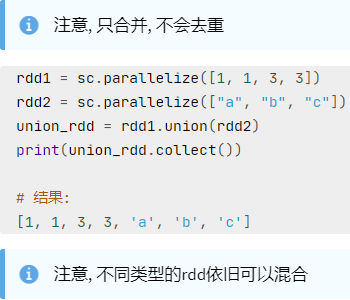 注意, 只合并, 不会去重
rdd1 = sc.parallelize([1, 1, 3, 3])
rdd2 = sc.parallelize(["a", "b", "c"])
union_rdd = rdd1.union(rdd2)
print(union_rdd.collect())
# 结果:
[1, 1, 3, 3, 'a', 'b', 'c']
注意, 不同类型的rdd依旧可以混合